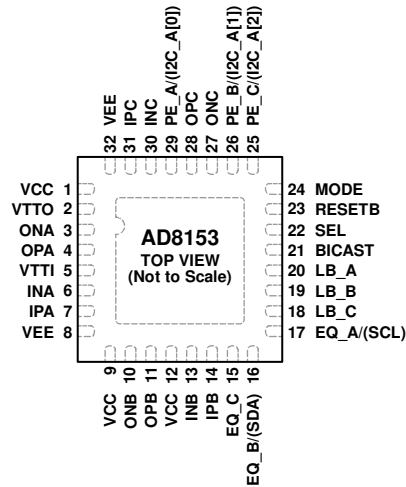 32 VEE
31 IPC
30 INC
29 PE_A/(I2C_A[0])
28 OPC
27 ONC
26 PE_B/(I2C_A[1])
25 PE_C/(I2C_A[2])
VCC 1
VTTO 2
ONA 3
OPA 4
VTTI 5
INA 6
IPA 7
VEE 8
AD8153
TOP VIEW
(Not to Scale)
24 MODE
23 RESETB
22 SEL
21 BICAST
20 LB_A
19 LB_B
18 LB_C
17 EQ_A/(SCL)
VCC 9
ONB 10
OPB 11
VCC 12
INB 13
IPB 14
EQ_C 15
EQ_B/(SDA) 16